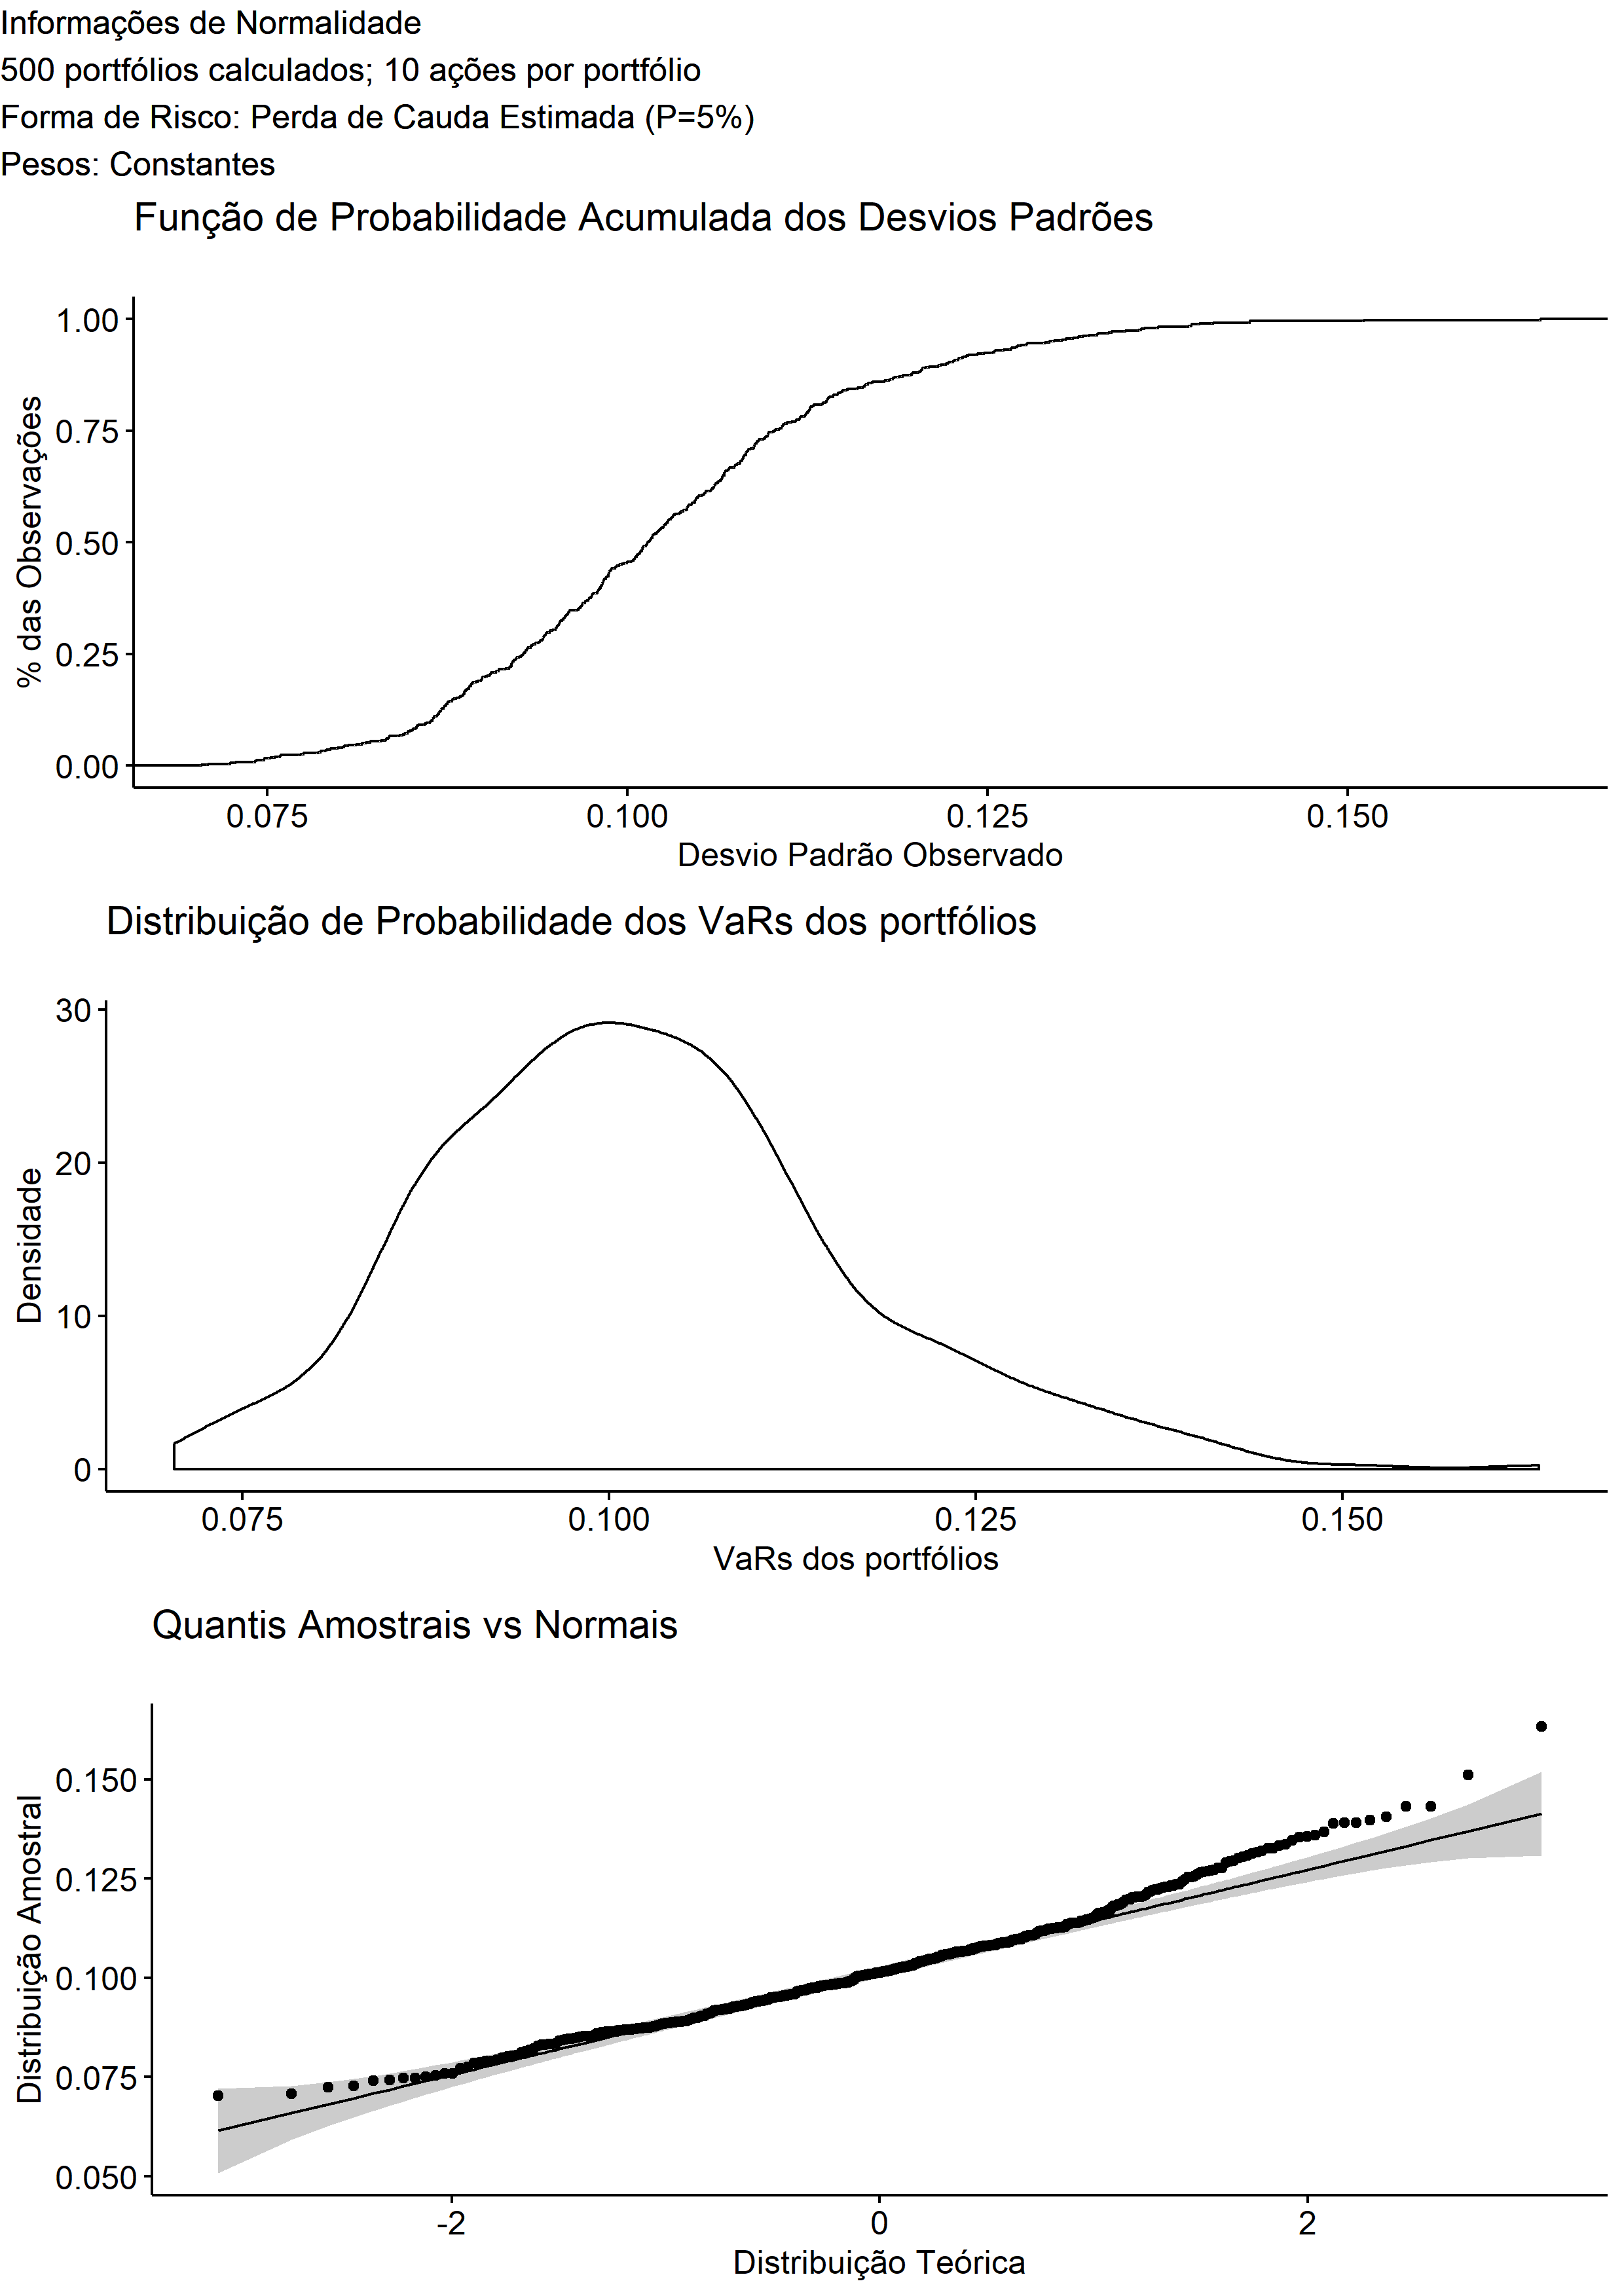 Informações de Normalidade
500 portfólios calculados; 10 ações por portfólio
Forma de Risco: Perda de Cauda Estimada (P=5%)
Pesos: Constantes
Função de Probabilidade Acumulada dos Desvios Padrões
% das Observações
1.00
0.75
0.50
0.25
0.00
0.075 0.100 0.125 0.150
Desvio Padrão Observado
Distribuição de Probabilidade dos VaRs dos portfólios
Densidade
30
20
10
0
0.075 0.100 0.125 0.150
VaRs dos portfólios
Quantis Amostrais vs Normais
Distribuição Amostral
0.150
0.125
0.100
0.075
0.050
-2 0 2
Distribuição Teórica